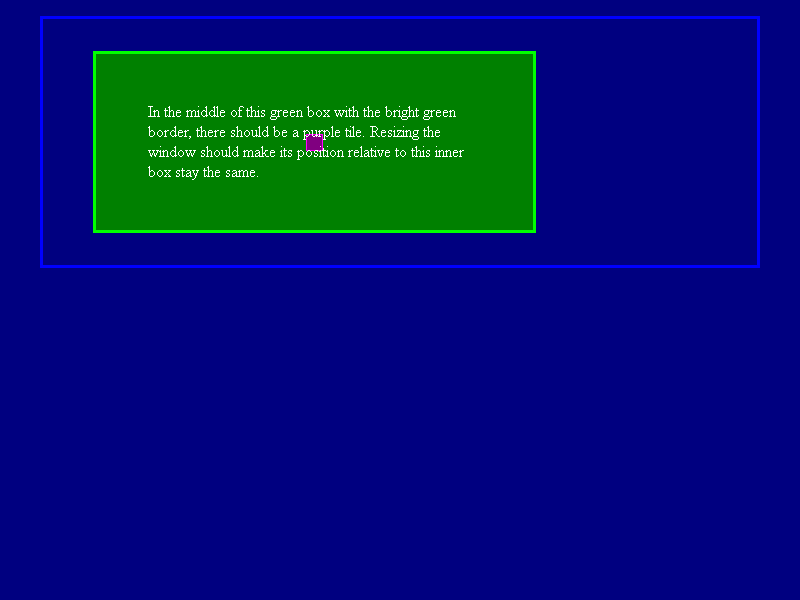 In the middle of this green box with the bright green
border, there should be a purple tile. Resizing the
window should make its position relative to this inner
box stay the same.